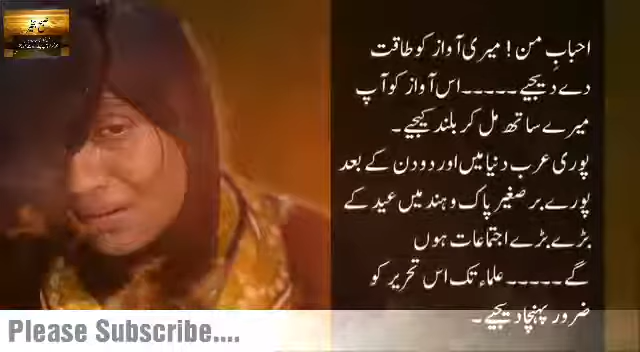 احبابِ من ! میری آواز کو طاقت
دے دیجیے ۔۔۔۔۔ اس آواز کو آپ
میرے ساتھ مل کر بلند کیجیے ۔
پوری عرب دنیا میں اور دو دن کے بعد
پورے برصغیر پاک و ہند میں عید کے
بڑے بڑے اجتماعات ہوں
گے ۔۔۔۔۔ علماء تک اس تحریر کو
ضرور پہنچا دیجیے ۔
Please Subscribe....